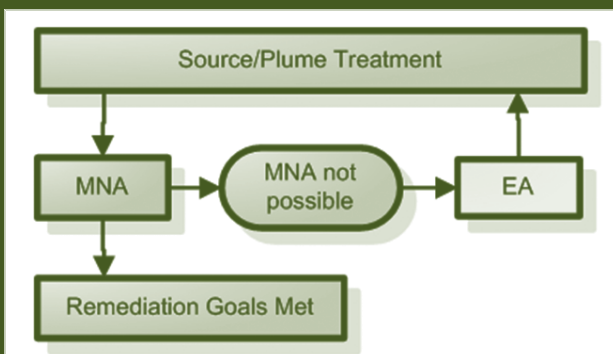 Source/Plume Treatment
MNA
MNA not
possible
EA
Remediation Goals Met